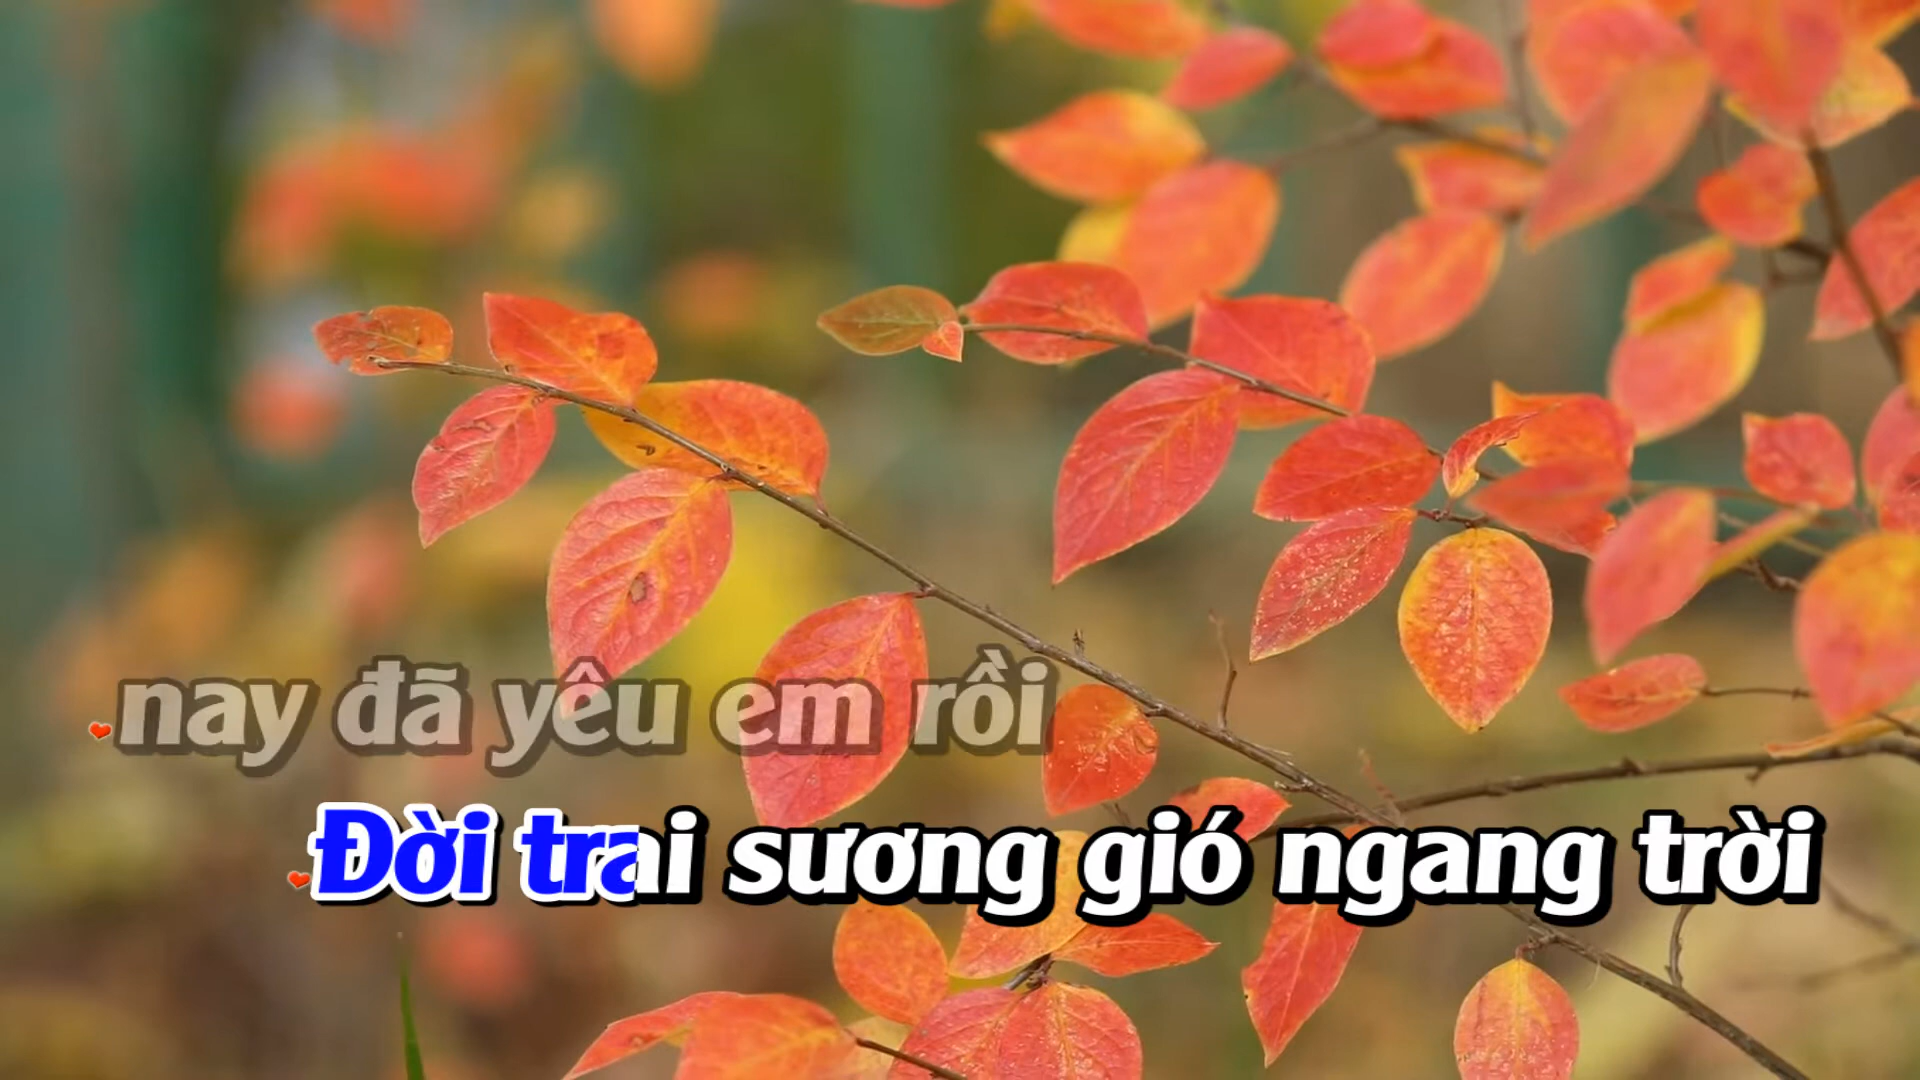 nay đã yêu em rồi
Đời trai sương gió ngang trời